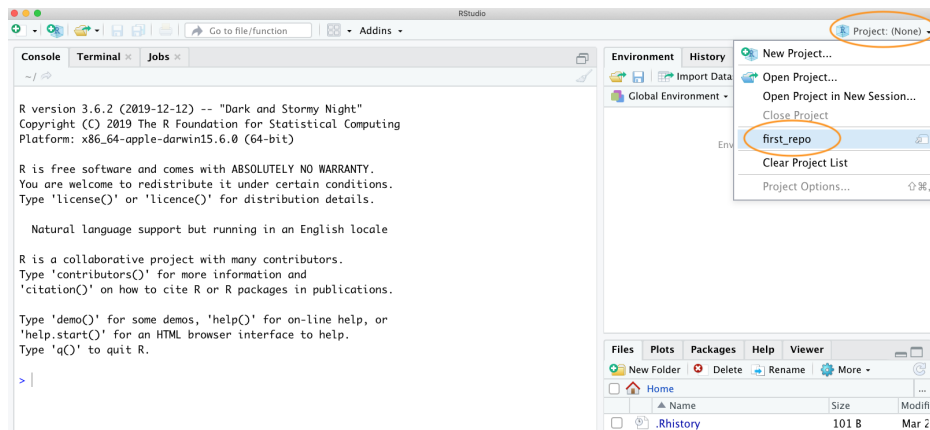 RStudio
Go to file/function
Addins
Project: (None)
Console Terminal Jobs
~/
R version 3.6.2 (2019-12-12) -- "Dark and Stormy Night"
Copyright (C) 2019 The R Foundation for Statistical Computing
Platform: x86_64-apple-darwin15.6.0 (64-bit)
R is free software and comes with ABSOLUTELY NO WARRANTY.
You are welcome to redistribute it under certain conditions.
Type 'license()' or 'licence()' for distribution details.
Natural language support but running in an English locale
R is a collaborative project with many contributors.
Type 'contributors()' for more information and
'citation()' on how to cite R or R packages in publications.
Type 'demo()' for some demos, 'help()' for on-line help, or
'help.start()' for an HTML browser interface to help.
Type 'q()' to quit R.
>
Environment History
Import Data
Global Environment
Env
New Project...
Open Project...
Open Project in New Session...
Close Project
first_repo
Clear Project List
Project Options... ⇧⌘,
Files Plots Packages Help Viewer
New Folder Delete Rename More
Home ...
Name Size Modifi
.Rhistory 101 B Mar 2